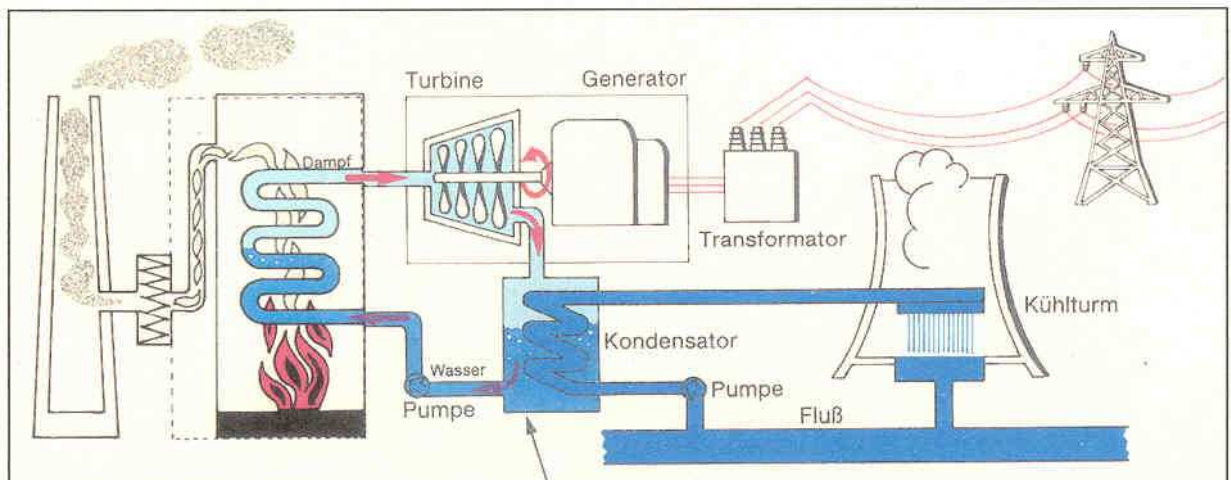 Turbine
Generator
Dampf
Transformator
Kühlturm
Kondensator
Wasser
Pumpe
Pumpe
Fluß